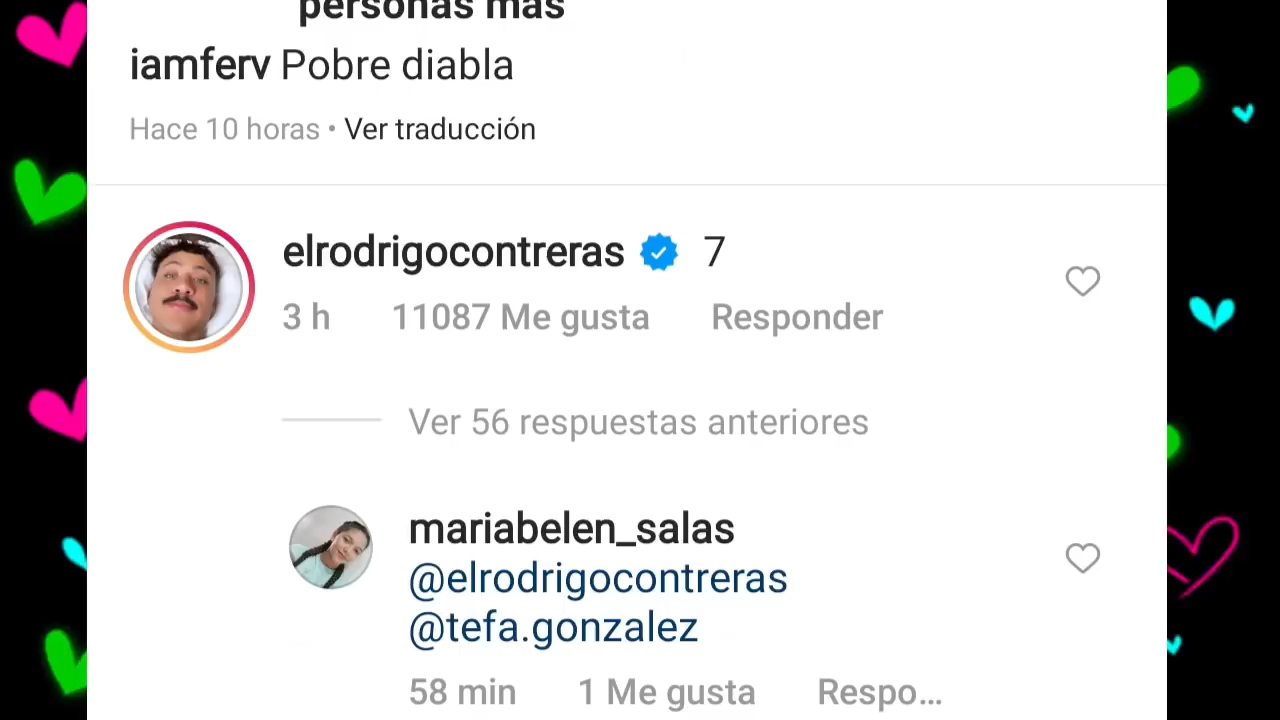 personas más
iamferv Pobre diabla
Hace 10 horas • Ver traducción
elrodrigocontreras 7
3 h 11087 Me gusta Responder
Ver 56 respuestas anteriores
mariabelen_salas
@elrodrigocontreras
@tefa.gonzalez
58 min 1 Me gusta Respo...